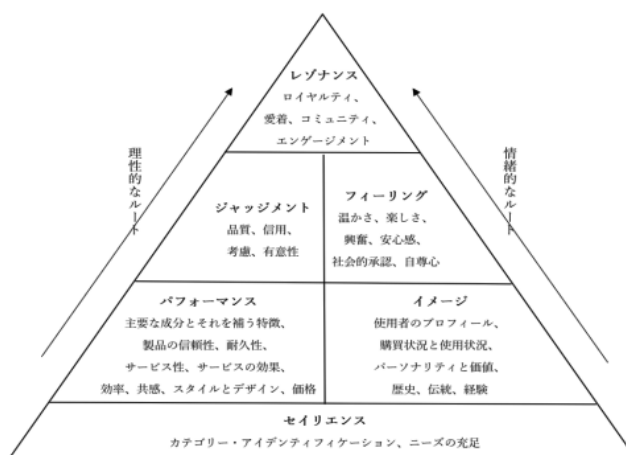 レゾナンス
ロイヤルティ、
愛着、コミュニティ、
エンゲージメント
理性的なルート
情緒的なルート
ジャッジメント
品質、信用、
考慮、有意性
フィーリング
温かさ、楽しさ、
興奮、安心感、
社会的承認、自尊心
パフォーマンス
主要な成分とそれを補う特徴、
製品の信頼性、耐久性、
サービス性、サービスの効果、
効率、共感、スタイルとデザイン、価格
イメージ
使用者のプロフィール、
購買状況と使用状況、
パーソナリティと価値、
歴史、伝統、経験
セイリエンス
カテゴリー・アイデンティフィケーション、ニーズの充足